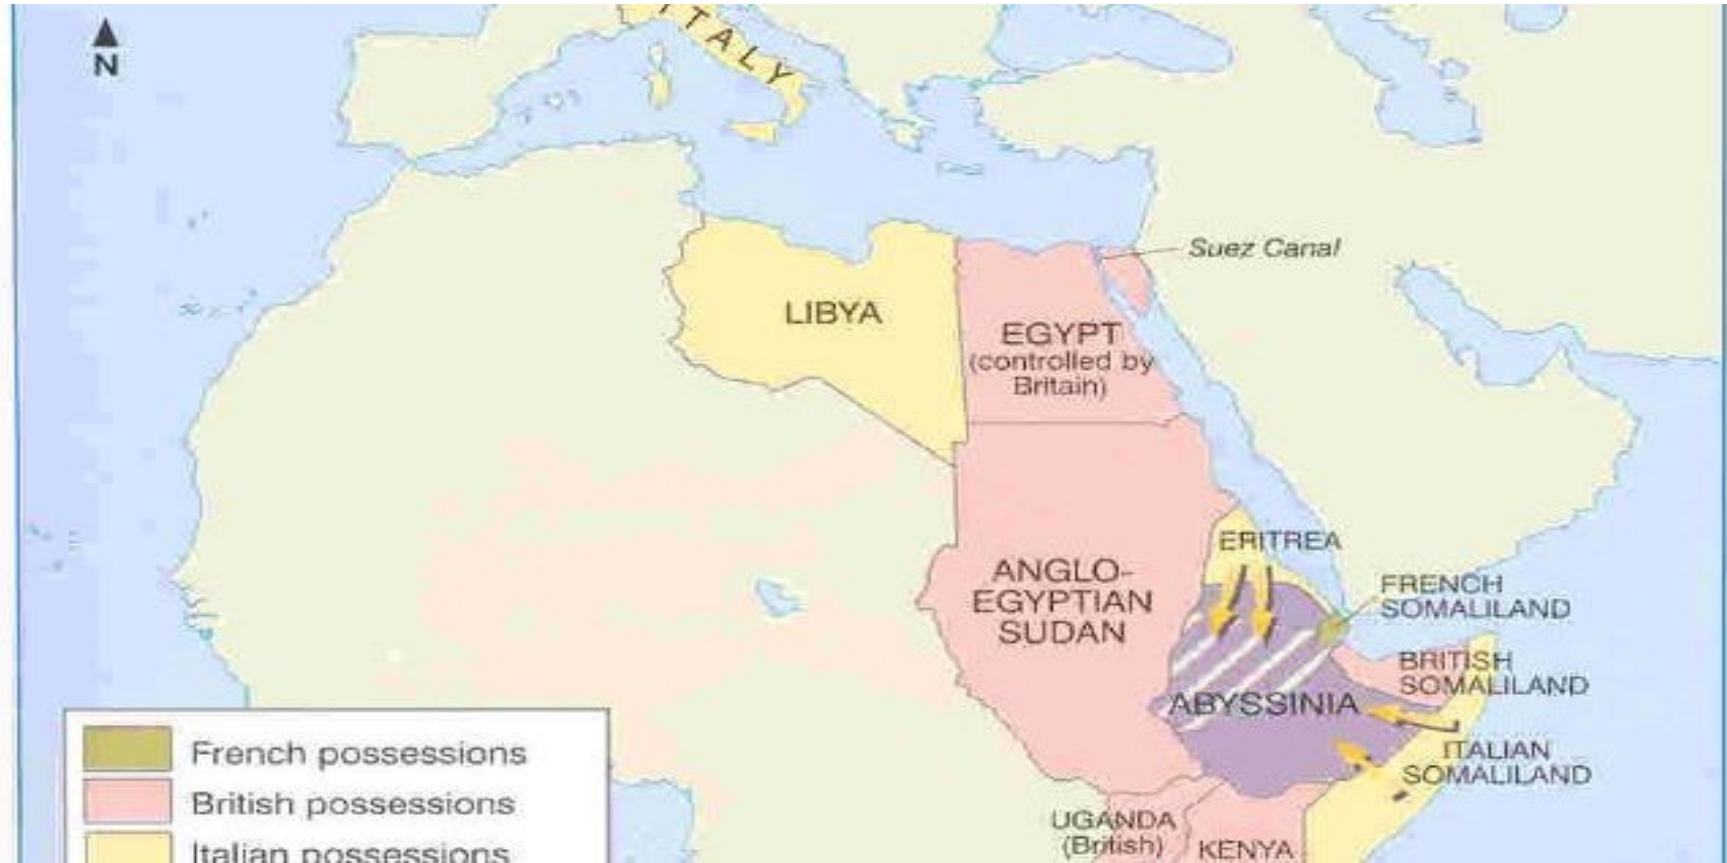 N
ITALY
Suez Canal
LIBYA
EGYPT
(controlled by
Britain)
ERITREA
ANGLO-
EGYPTIAN
SUDAN
FRENCH
SOMALILAND
BRITISH
SOMALILAND
ABYSSINIA
ITALIAN
SOMALILAND
UGANDA
(British)
KENYA
French possessions
British possessions
Italian possessions